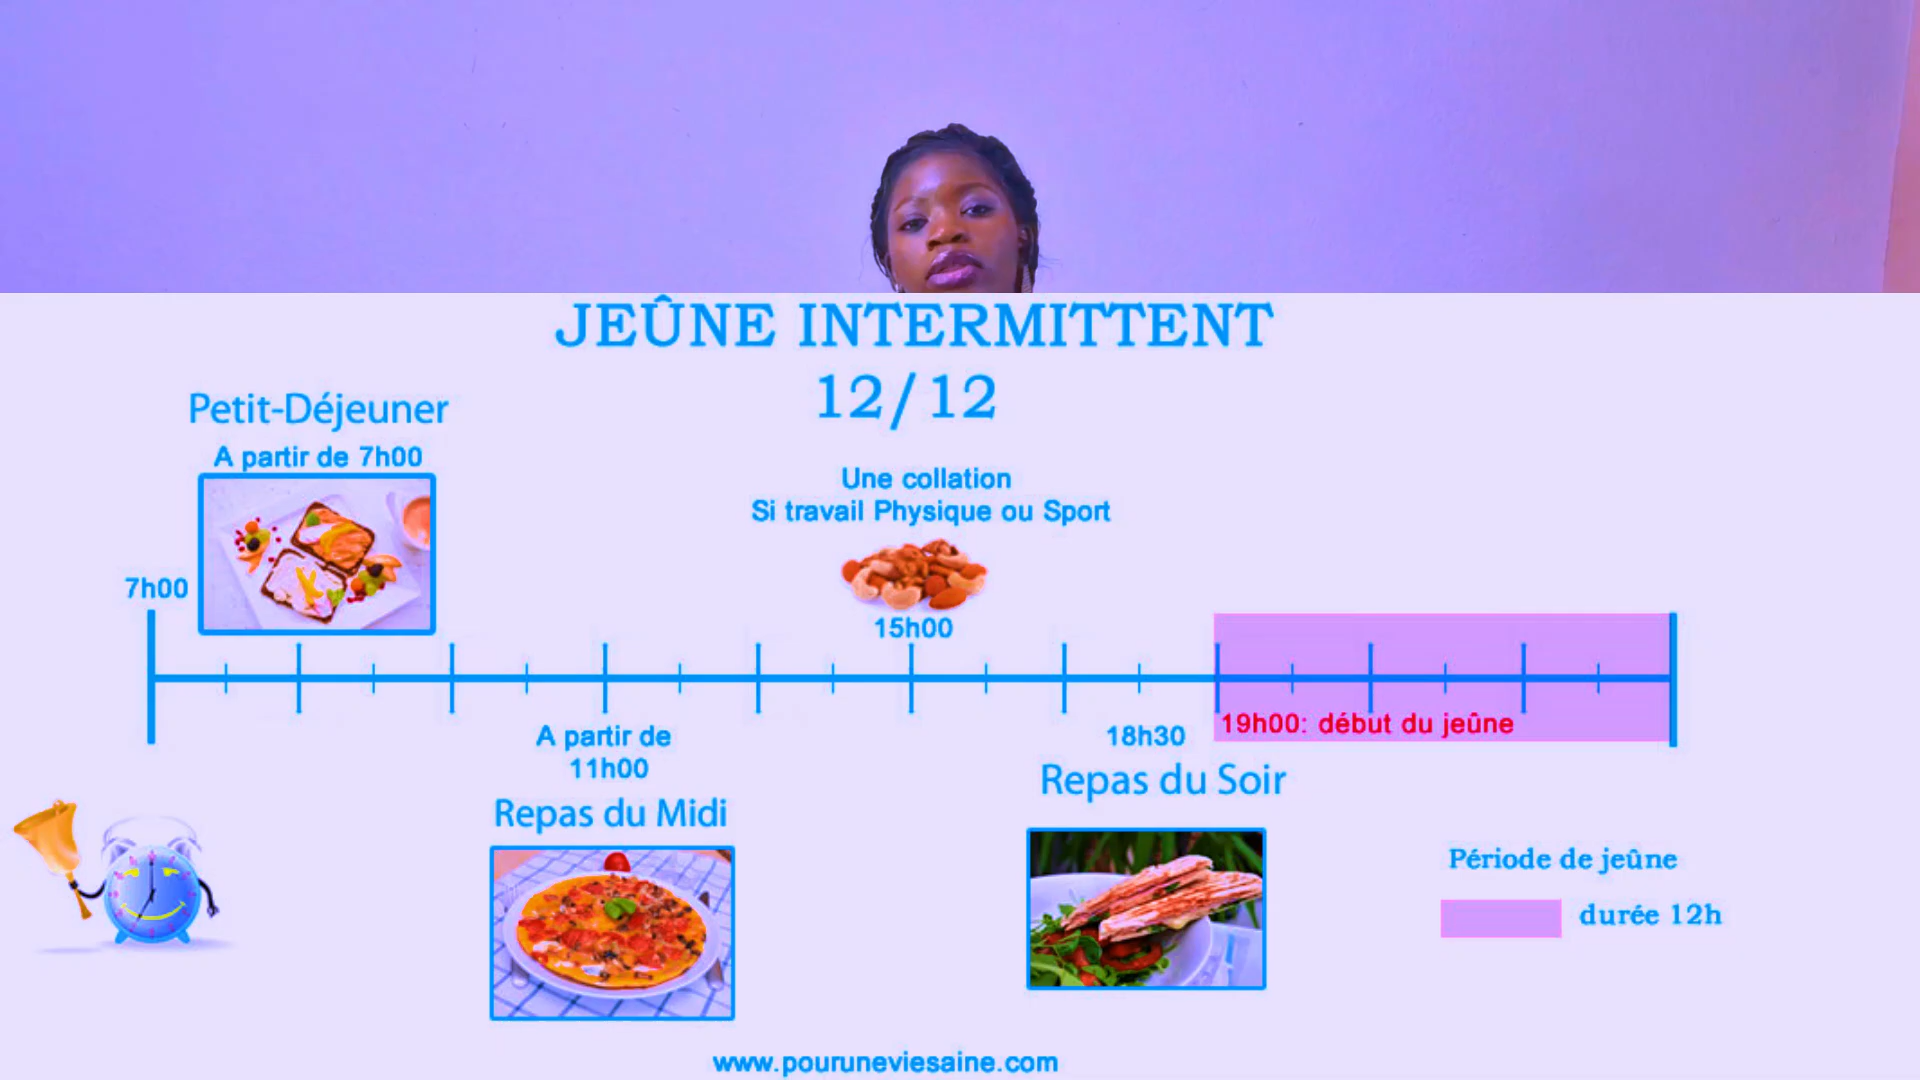 JEÛNE INTERMITTENT
12/12
Petit-Déjeuner
A partir de 7h00
Une collation
Si travail Physique ou Sport
7h00
15h00
19h00: début du jeûne
A partir de
11h00
Repas du Midi
18h30
Repas du Soir
Période de jeûne
durée 12h
www.pouruneviesaine.com